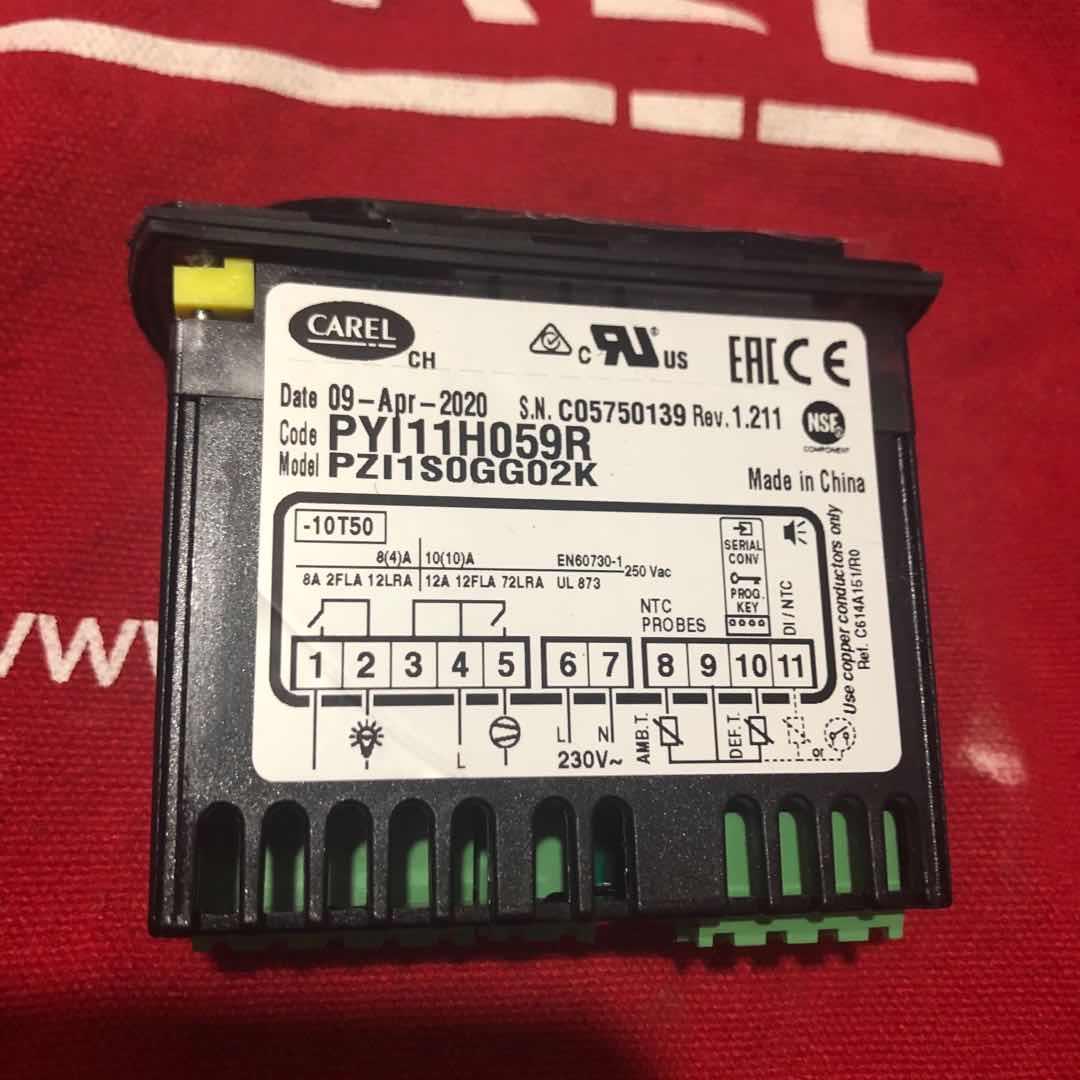 CAREL
CH
C RU ® US
EAC CE
Date 09-Apr-2020 S.N. C05750139 Rev. 1.211
Code PYI11H059R
Model PZI1S0GG02K
NSF
COMPONENT
Made in China
-10T50
8(4)A 10(10)A EN60730-1 250 Vac
8A 2FLA 12LRA 12A 12FLA 72LRA UL 873
SERIAL
CONV
PROG.
KEY
NTC
PROBES
DI / NTC
Use copper conductors only
Ref. C614A151/R0
1 2 3 4 5 6 7 8 9 10 11
L
L N
230V~
AMB.T.
DEF.T.
or